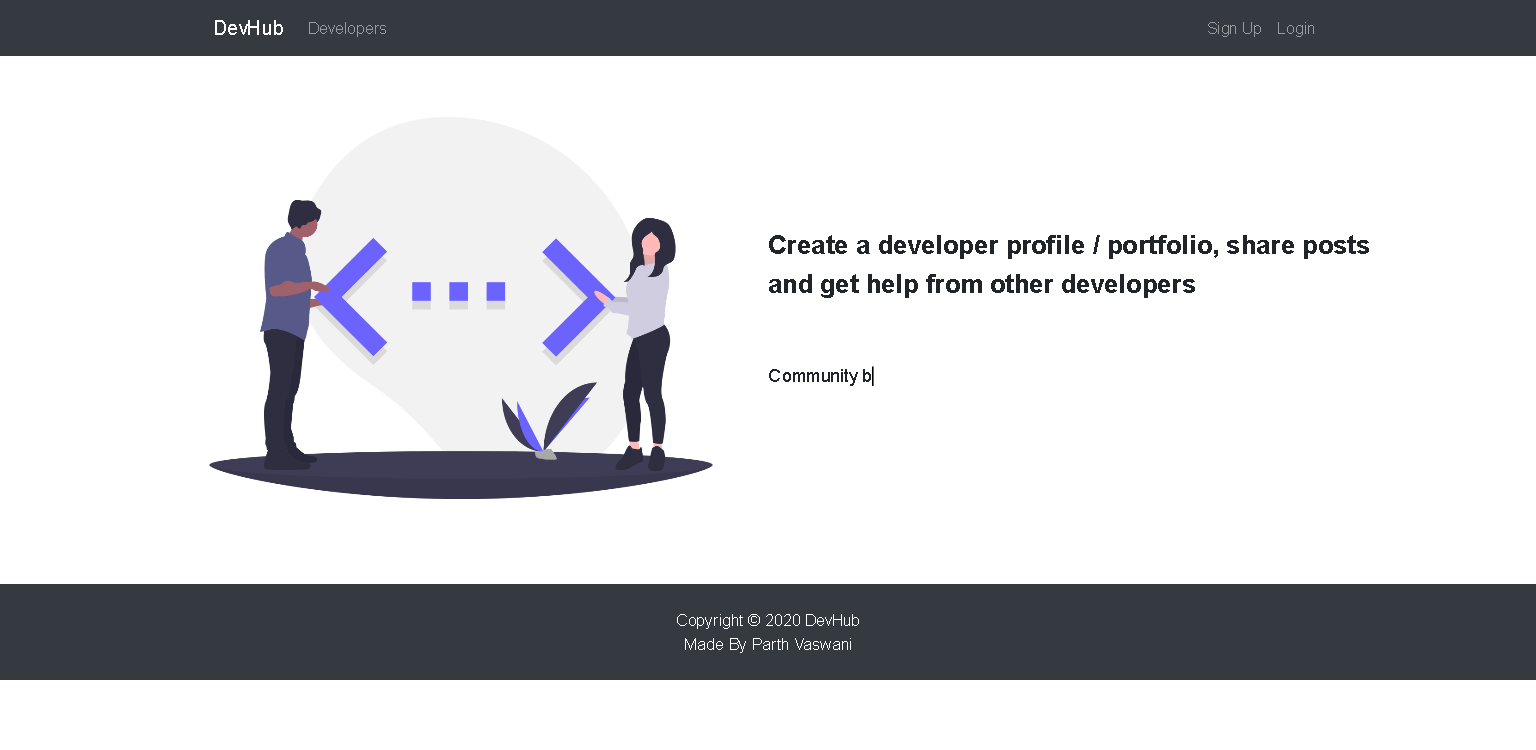 DevHub Developers Sign Up Login
Create a developer profile / portfolio, share posts
and get help from other developers
Community b
Copyright © 2020 DevHub
Made By Parth Vaswani